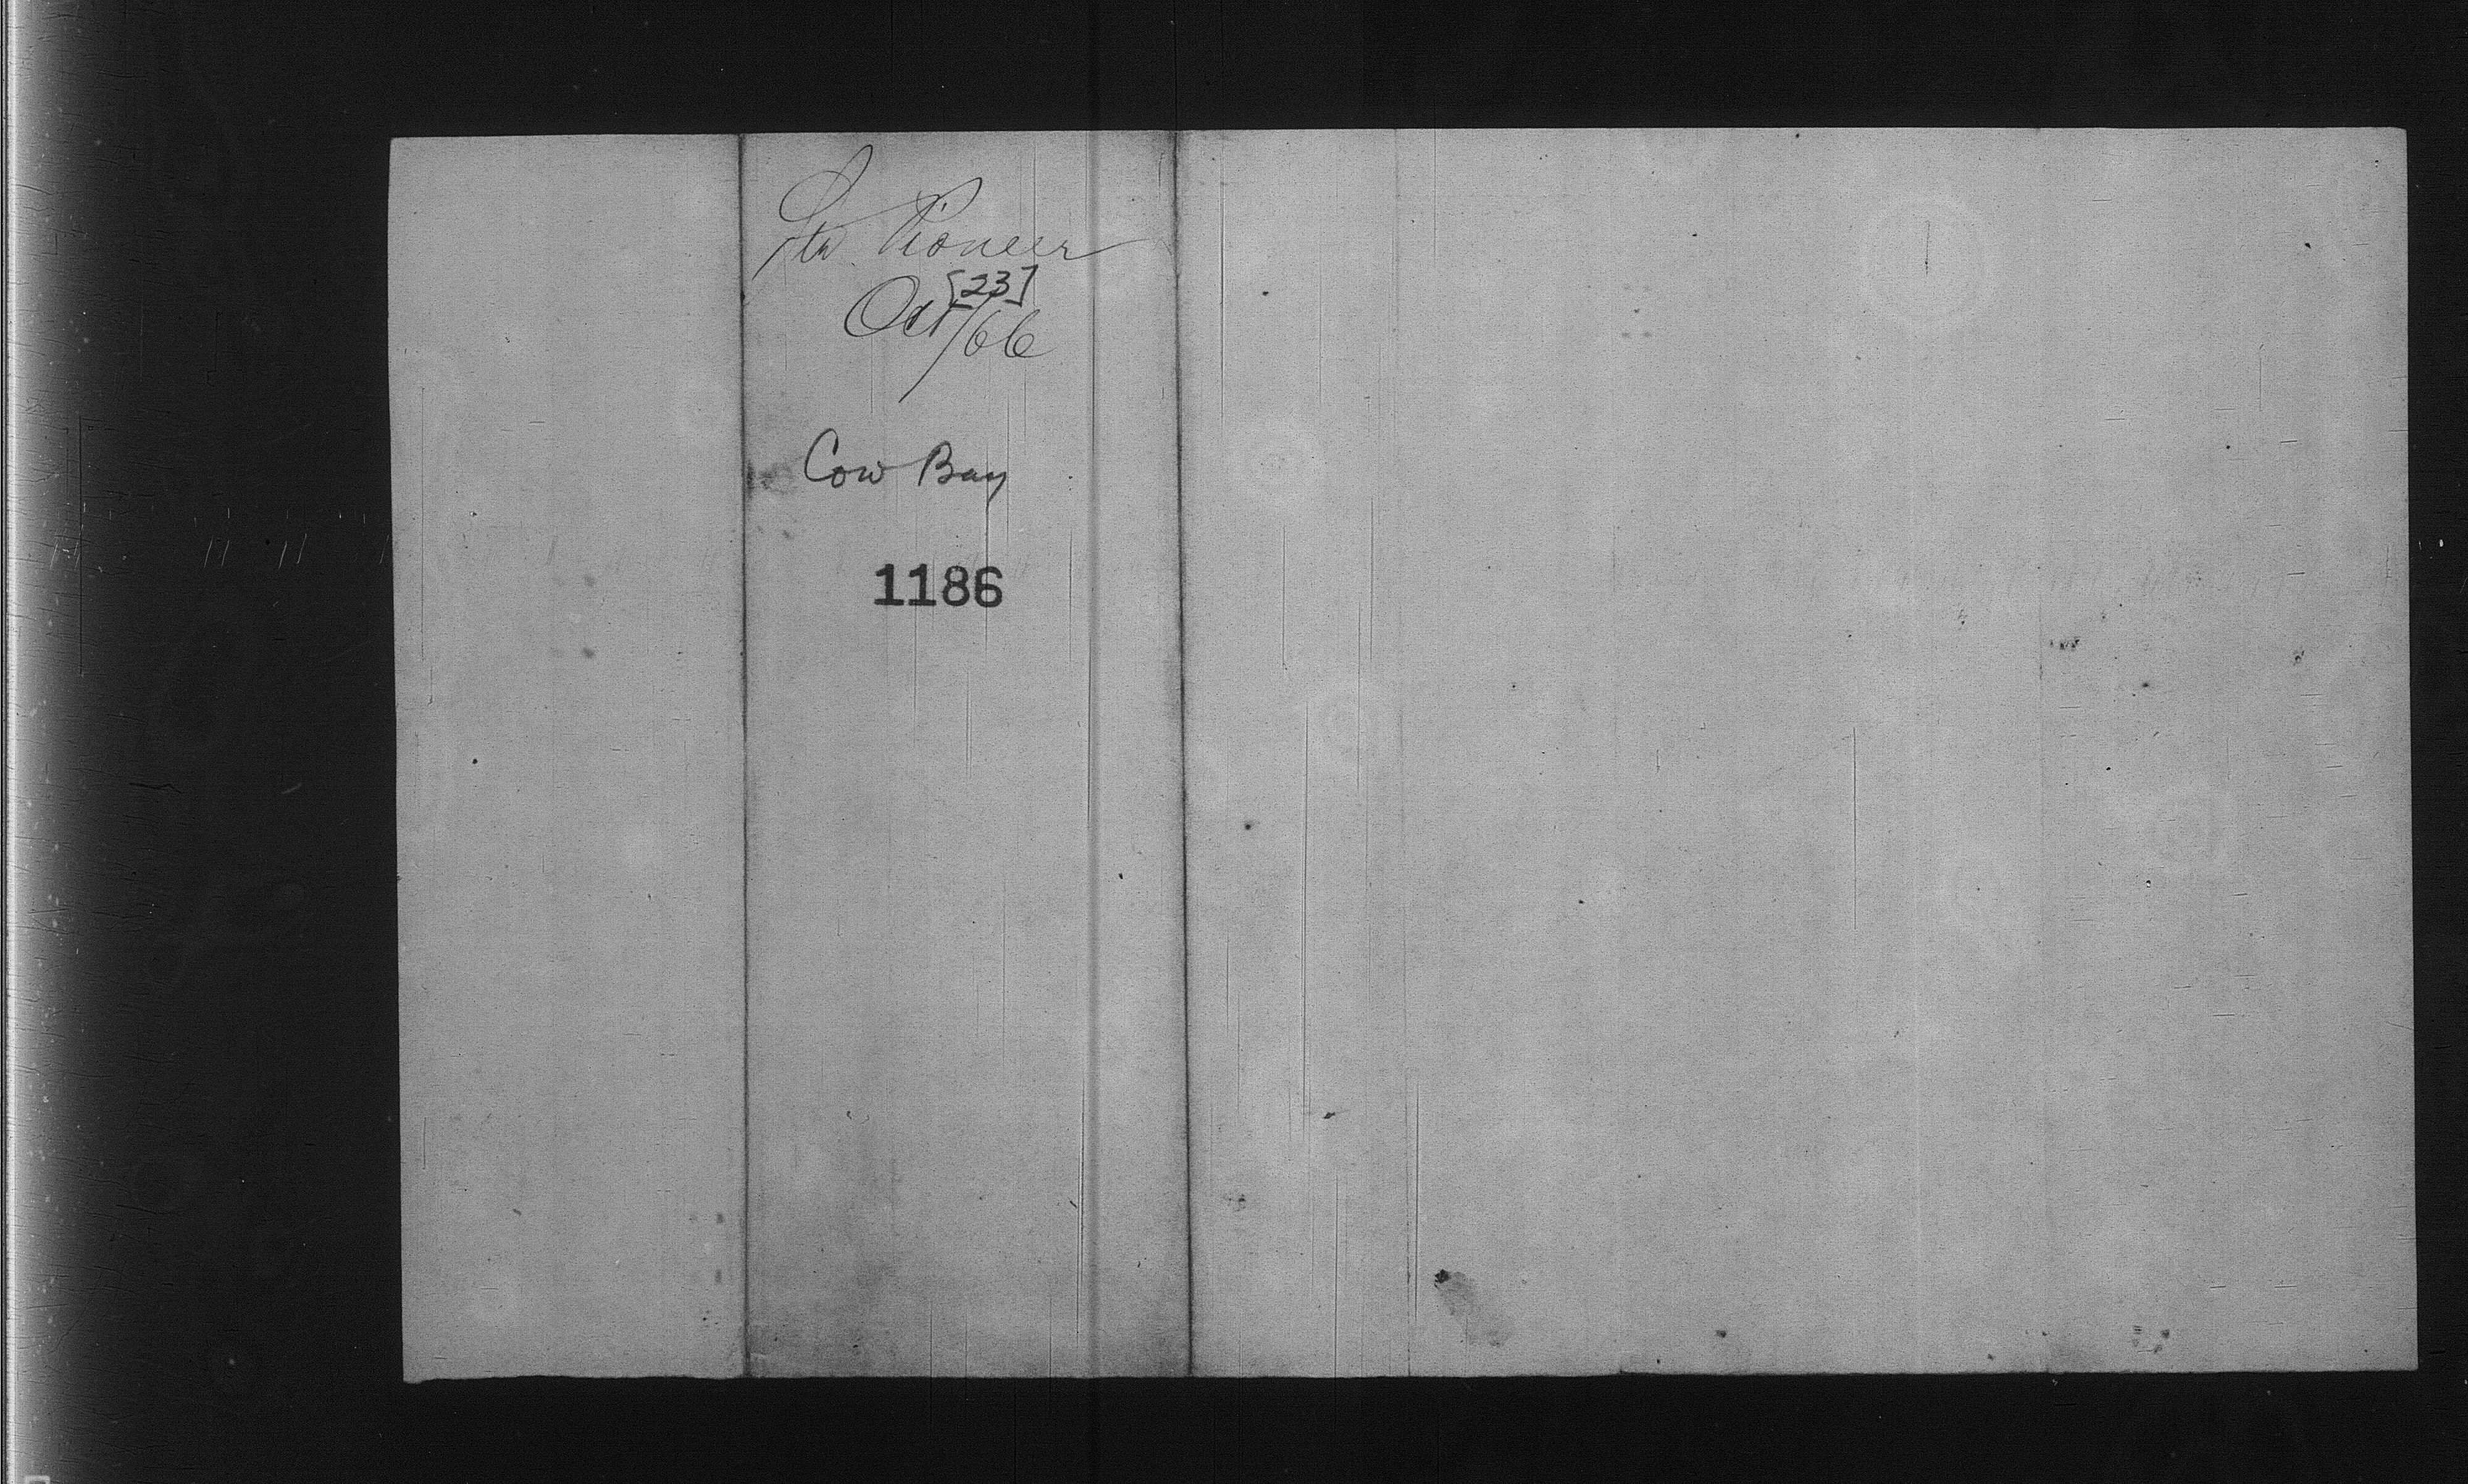 Str Pioneer
[23]
Oct/66
Cow Bay
1186